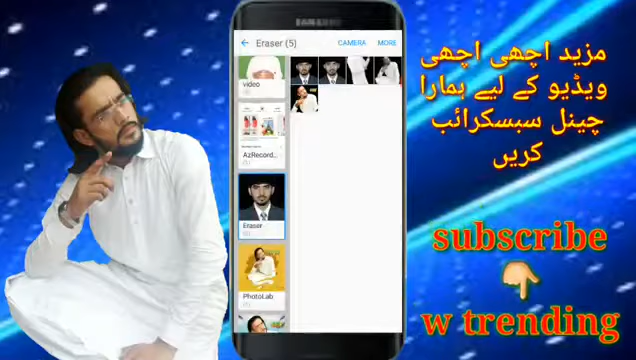 SAMSUNG
Eraser (5)
CAMERA
MORE
video
AzRecord...
Eraser
PhotoLab
مزید اچھی اچھی
ویڈیو کے لیے ہمارا
چینل سبسکرائب
کریں
subscribe
w trending